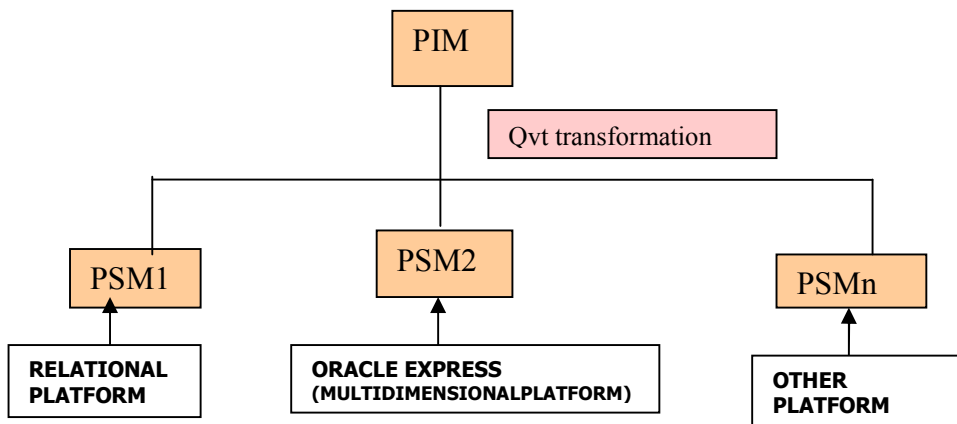 PIM
Qvt transformation
PSM1
PSM2
PSMn
RELATIONAL
PLATFORM
ORACLE EXPRESS
(MULTIDIMENSIONALPLATFORM)
OTHER
PLATFORM